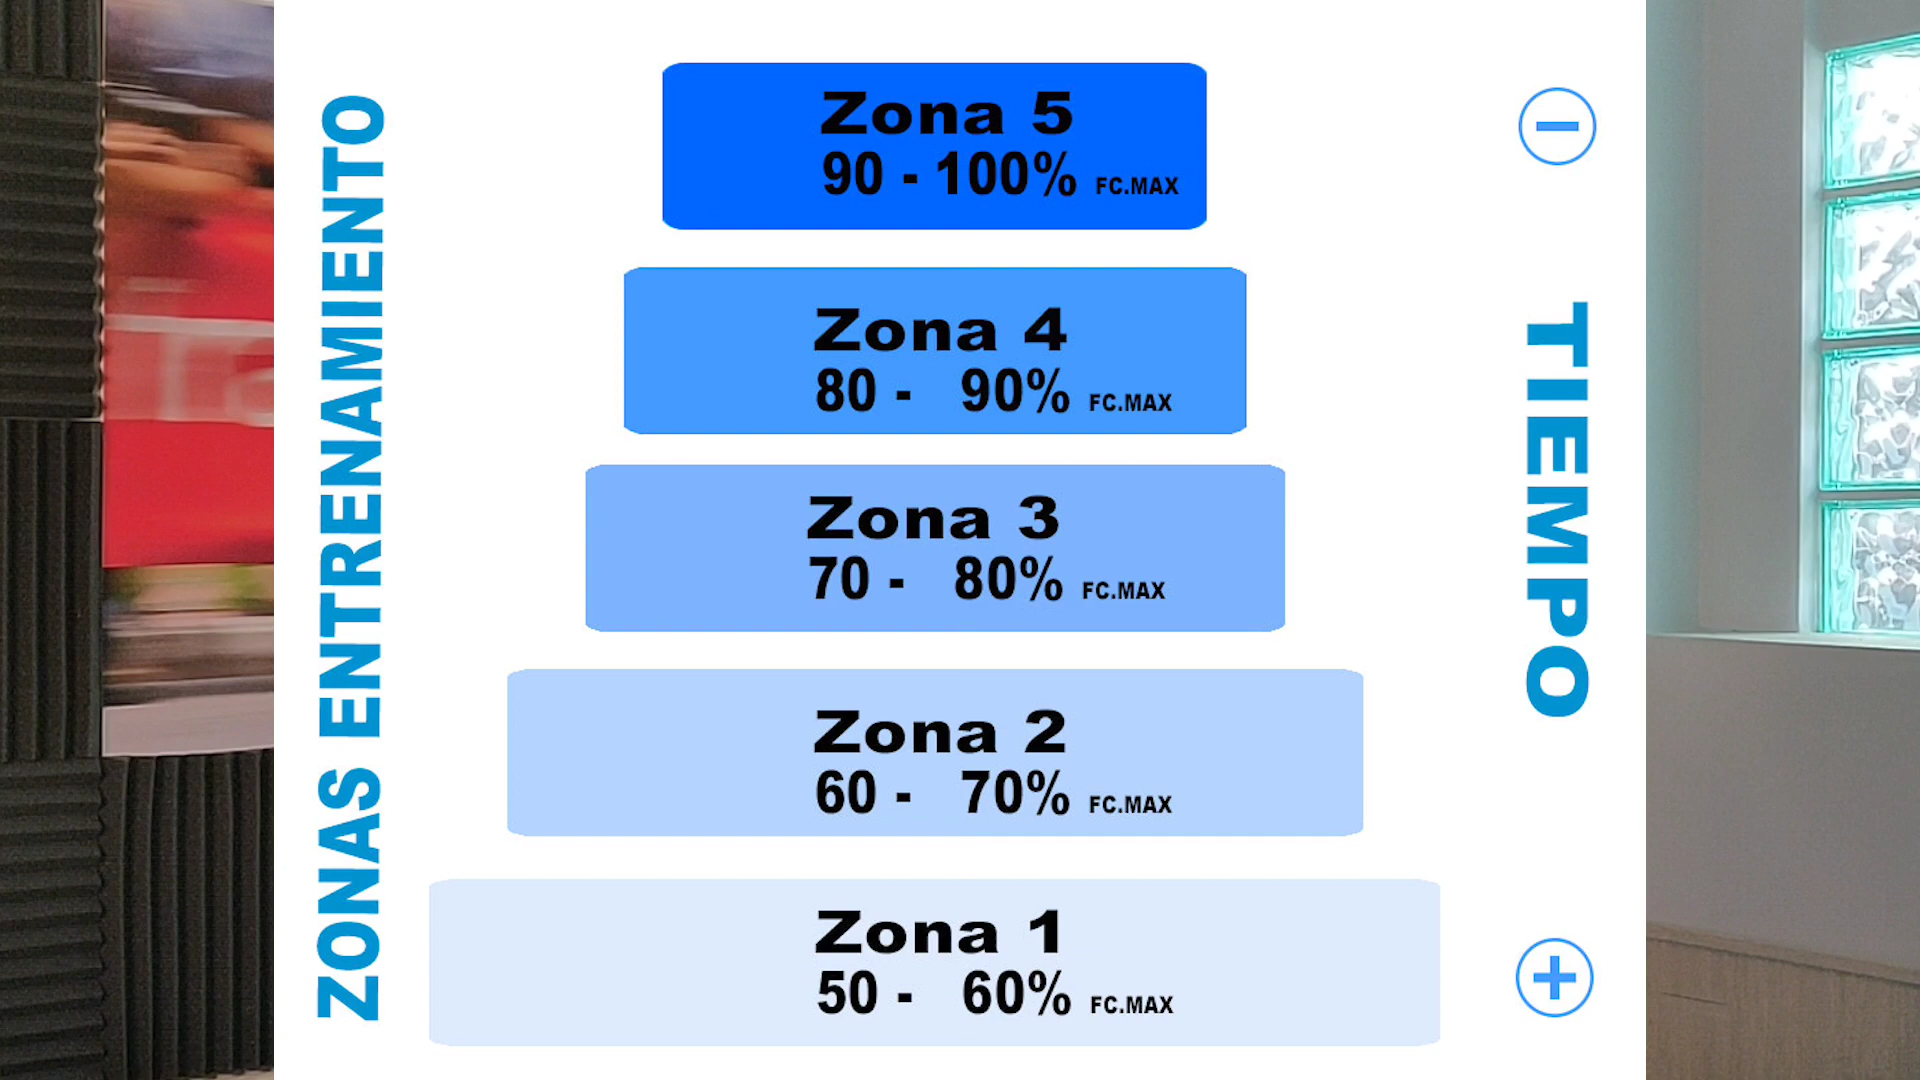 ZONAS ENTRENAMIENTO
Zona 5
90 - 100% FC.MAX
Zona 4
80 - 90% FC.MAX
Zona 3
70 - 80% FC.MAX
Zona 2
60 - 70% FC.MAX
Zona 1
50 - 60% FC.MAX
TIEMPO